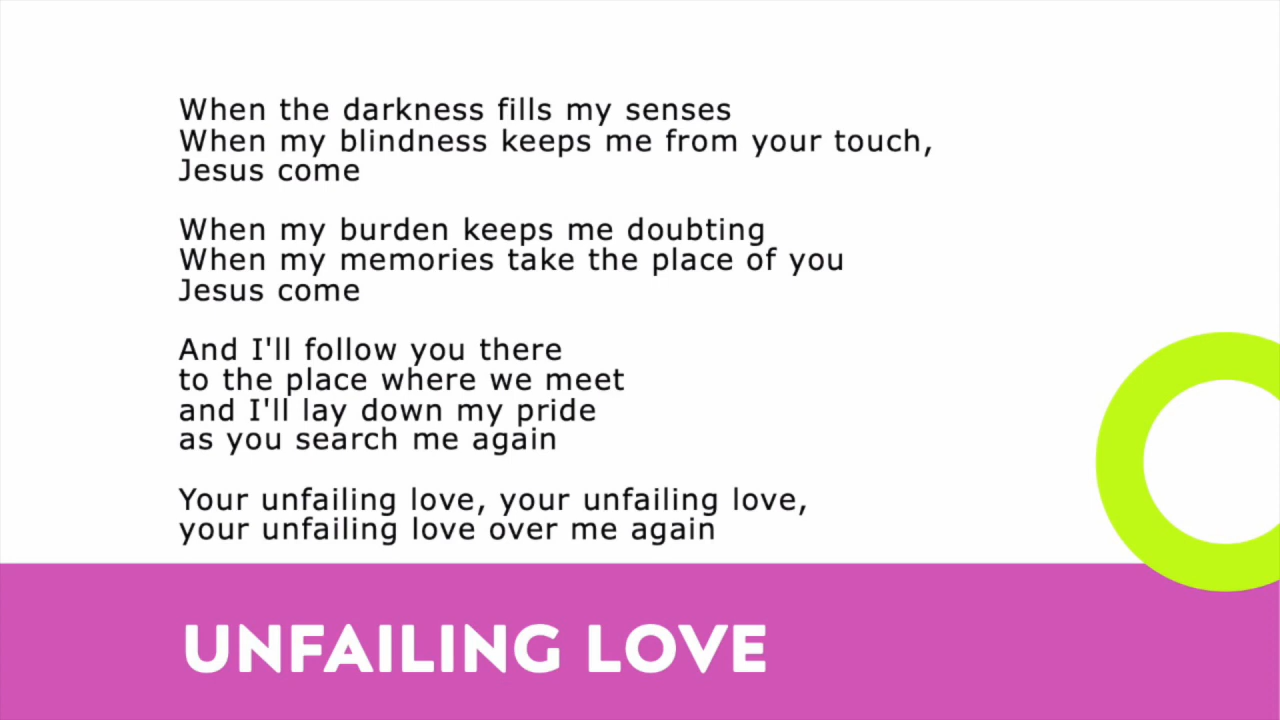 When the darkness fills my senses
When my blindness keeps me from your touch,
Jesus come
When my burden keeps me doubting
When my memories take the place of you
Jesus come
And I'll follow you there
to the place where we meet
and I'll lay down my pride
as you search me again
Your unfailing love, your unfailing love,
your unfailing love over me again
UNFAILING LOVE